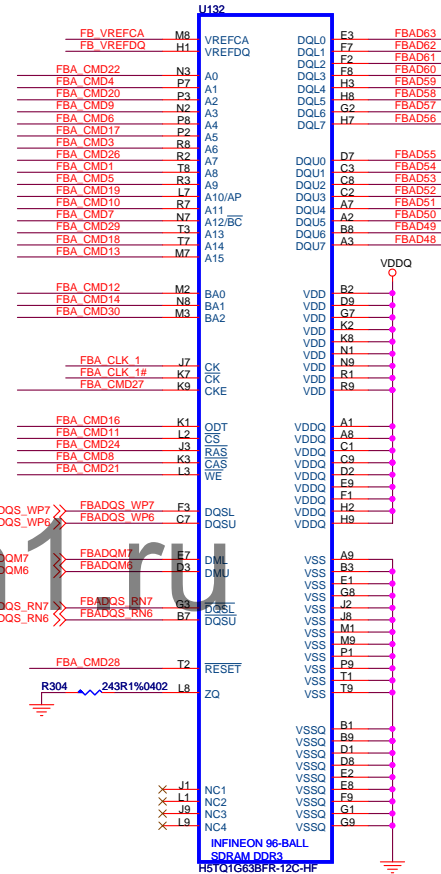 U132
FB_VREFCA M8 VREFCA DQL0 E3 FBAD63
FB_VREFDQ H1 VREFDQ DQL1 F7 FBAD62
DQL2 F2 FBAD61
FBA_CMD22 N3 A0 DQL3 F8 FBAD60
FBA_CMD4 P7 A1 DQL4 H3 FBAD59
FBA_CMD20 P3 A2 DQL5 H8 FBAD58
FBA_CMD9 N2 A3 DQL6 G2 FBAD57
FBA_CMD6 P8 A4 DQL7 H7 FBAD56
FBA_CMD17 P2 A5
FBA_CMD3 R8 A6
FBA_CMD26 R2 A7 DQU0 D7 FBAD55
FBA_CMD1 T8 A8 DQU1 C3 FBAD54
FBA_CMD5 R3 A9 DQU2 C8 FBAD53
FBA_CMD19 L7 A10/AP DQU3 C2 FBAD52
FBA_CMD10 R7 A11 DQU4 A7 FBAD51
FBA_CMD7 N7 A12/BC DQU5 A2 FBAD50
FBA_CMD29 T3 A13 DQU6 B8 FBAD49
FBA_CMD18 T7 A14 DQU7 A3 FBAD48
FBA_CMD13 M7 A15
VDDQ
FBA_CMD12 M2 BA0 VDD B2
FBA_CMD14 N8 BA1 VDD D9
FBA_CMD30 M3 BA2 VDD G7
VDD K2
VDD K8
VDD N1
FBA_CLK_1 J7 CK VDD N9
FBA_CLK_1# K7 CK VDD R1
FBA_CMD27 K9 CKE VDD R9
FBA_CMD16 K1 ODT VDDQ A1
FBA_CMD11 L2 CS VDDQ A8
FBA_CMD24 J3 RAS VDDQ C1
FBA_CMD8 K3 CAS VDDQ C9
FBA_CMD21 L3 WE VDDQ D2
VDDQ E9
VDDQ F1
DQS_WP7 FBADQS_WP7 F3 DQSL VDDQ H2
DQS_WP6 FBADQS_WP6 C7 DQSU VDDQ H9
DQM7 FBADQM7 E7 DML VSS A9
DQM6 FBADQM6 D3 DMU VSS B3
VSS E1
VSS G8
DQS_RN7 FBADQS_RN7 G3 DQSL VSS J2
DQS_RN6 FBADQS_RN6 B7 DQSU VSS J8
VSS M1
VSS M9
VSS P1
FBA_CMD28 T2 RESET VSS P9
VSS T1
R304 243R1%0402 L8 ZQ VSS T9
VSSQ B1
VSSQ B9
VSSQ D1
VSSQ D8
VSSQ E2
J1 NC1 VSSQ E8
L1 NC2 VSSQ F9
J9 NC3 VSSQ G1
L9 NC4 VSSQ G9
INFINEON 96-BALL
SDRAM DDR3
H5TQ1G63BFR-12C-HF
1.ru